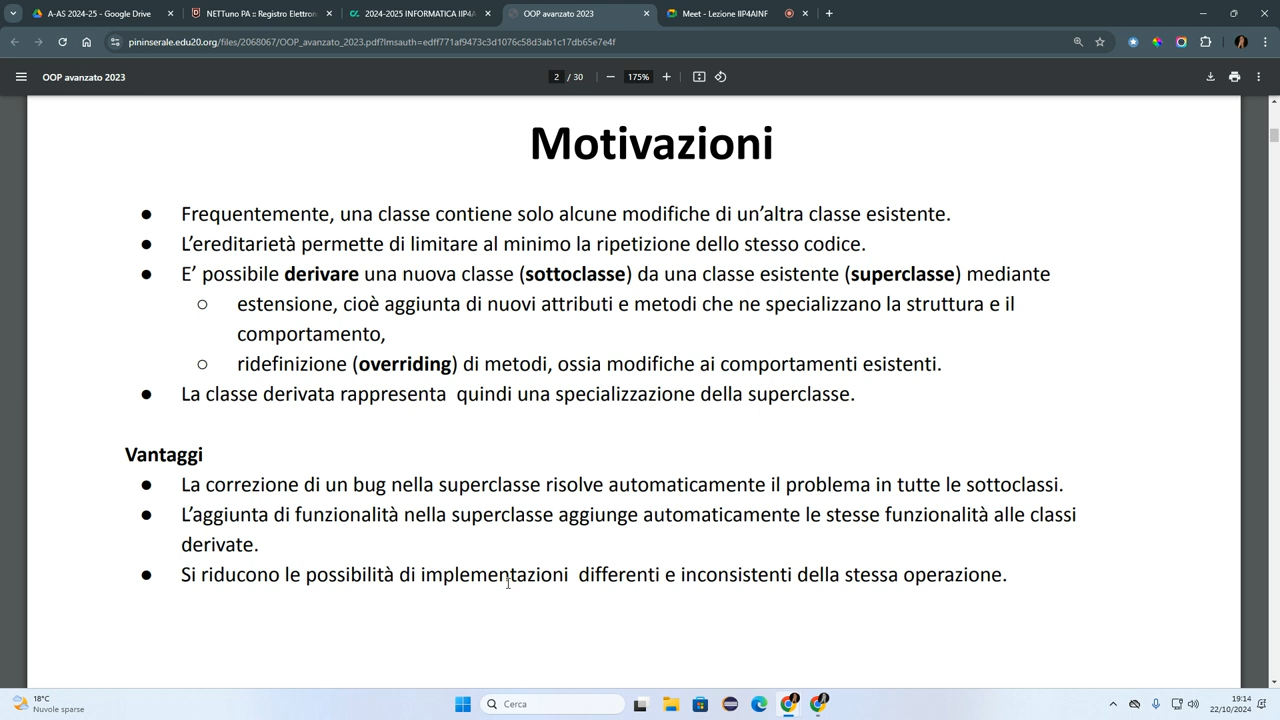 A-AS 2024-25 - Google Drive
NETTuno PA :: Registro Elettron
2024-2025 INFORMATICA IIP4A
OOP avanzato 2023
Meet - Lezione IIP4AINF
pininserale.edu20.org/files/2068067/OOP_avanzato_2023.pdf?lmsauth=edff771af9473c3d1076c58d3ab1c17db65e7e4f
OOP avanzato 2023
2 / 30
175%
Motivazioni
● Frequentemente, una classe contiene solo alcune modifiche di un’altra classe esistente.
● L’ereditarietà permette di limitare al minimo la ripetizione dello stesso codice.
● E’ possibile derivare una nuova classe (sottoclasse) da una classe esistente (superclasse) mediante
○ estensione, cioè aggiunta di nuovi attributi e metodi che ne specializzano la struttura e il
comportamento,
○ ridefinizione (overriding) di metodi, ossia modifiche ai comportamenti esistenti.
● La classe derivata rappresenta quindi una specializzazione della superclasse.
Vantaggi
● La correzione di un bug nella superclasse risolve automaticamente il problema in tutte le sottoclassi.
● L’aggiunta di funzionalità nella superclasse aggiunge automaticamente le stesse funzionalità alle classi
derivate.
● Si riducono le possibilità di implementazioni differenti e inconsistenti della stessa operazione.
18°C
Nuvole sparse
Cerca
19:14
22/10/2024